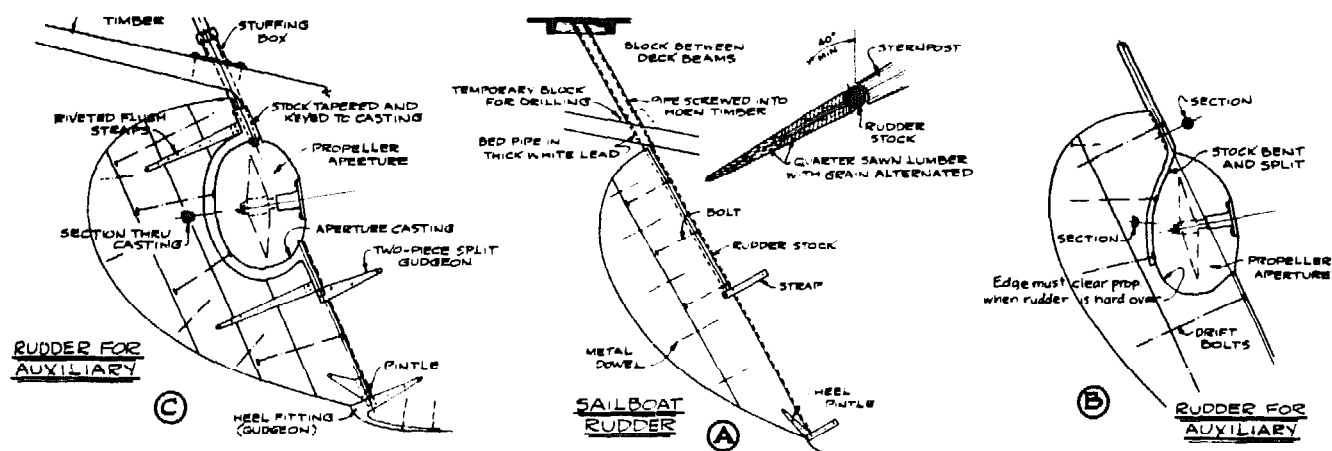 TIMBER
STUFFING
BOX
STOCK TAPERED AND
KEYED TO CASTING
RIVETED FLUSH
STRAPS
PROPELLER
APERTURE
SECTION THRU
CASTING
APERTURE CASTING
TWO-PIECE SPLIT
GUDGEON
RUDDER FOR
AUXILIARY
C
PINTLE
HEEL FITTING
(GUDGEON)
BLOCK BETWEEN
DECK BEAMS
TEMPORARY BLOCK
FOR DRILLING
PIPE SCREWED INTO
HORN TIMBER
BED PIPE IN
THICK WHITE LEAD
40°
MIN
STERNPOST
RUDDER
STOCK
QUARTER SAWN LUMBER
WITH GRAIN ALTERNATED
BOLT
RUDDER STOCK
STRAP
METAL
DOWEL
HEEL
PINTLE
SAILBOAT
RUDDER
A
SECTION
STOCK BENT
AND SPLIT
SECTION
PROPELLER
APERTURE
Edge must clear prop
when rudder is hard over
DRIFT
BOLTS
B
RUDDER FOR
AUXILIARY